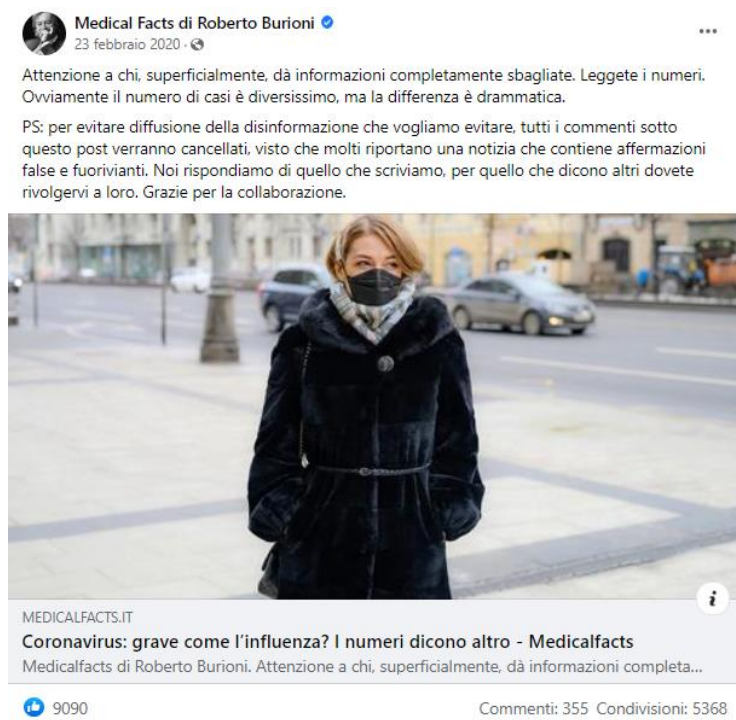 Medical Facts di Roberto Burioni
23 febbraio 2020 ·
Attenzione a chi, superficialmente, dà informazioni completamente sbagliate. Leggete i numeri.
Ovviamente il numero di casi è diversissimo, ma la differenza è drammatica.
PS: per evitare diffusione della disinformazione che vogliamo evitare, tutti i commenti sotto
questo post verranno cancellati, visto che molti riportano una notizia che contiene affermazioni
false e fuorivianti. Noi rispondiamo di quello che scriviamo, per quello che dicono altri dovete
rivolgervi a loro. Grazie per la collaborazione.
MEDICALFACTS.IT
Coronavirus: grave come l'influenza? I numeri dicono altro - Medicalfacts
Medicalfacts di Roberto Burioni. Attenzione a chi, superficialmente, dà informazioni completa...
9090
Commenti: 355 Condivisioni: 5368